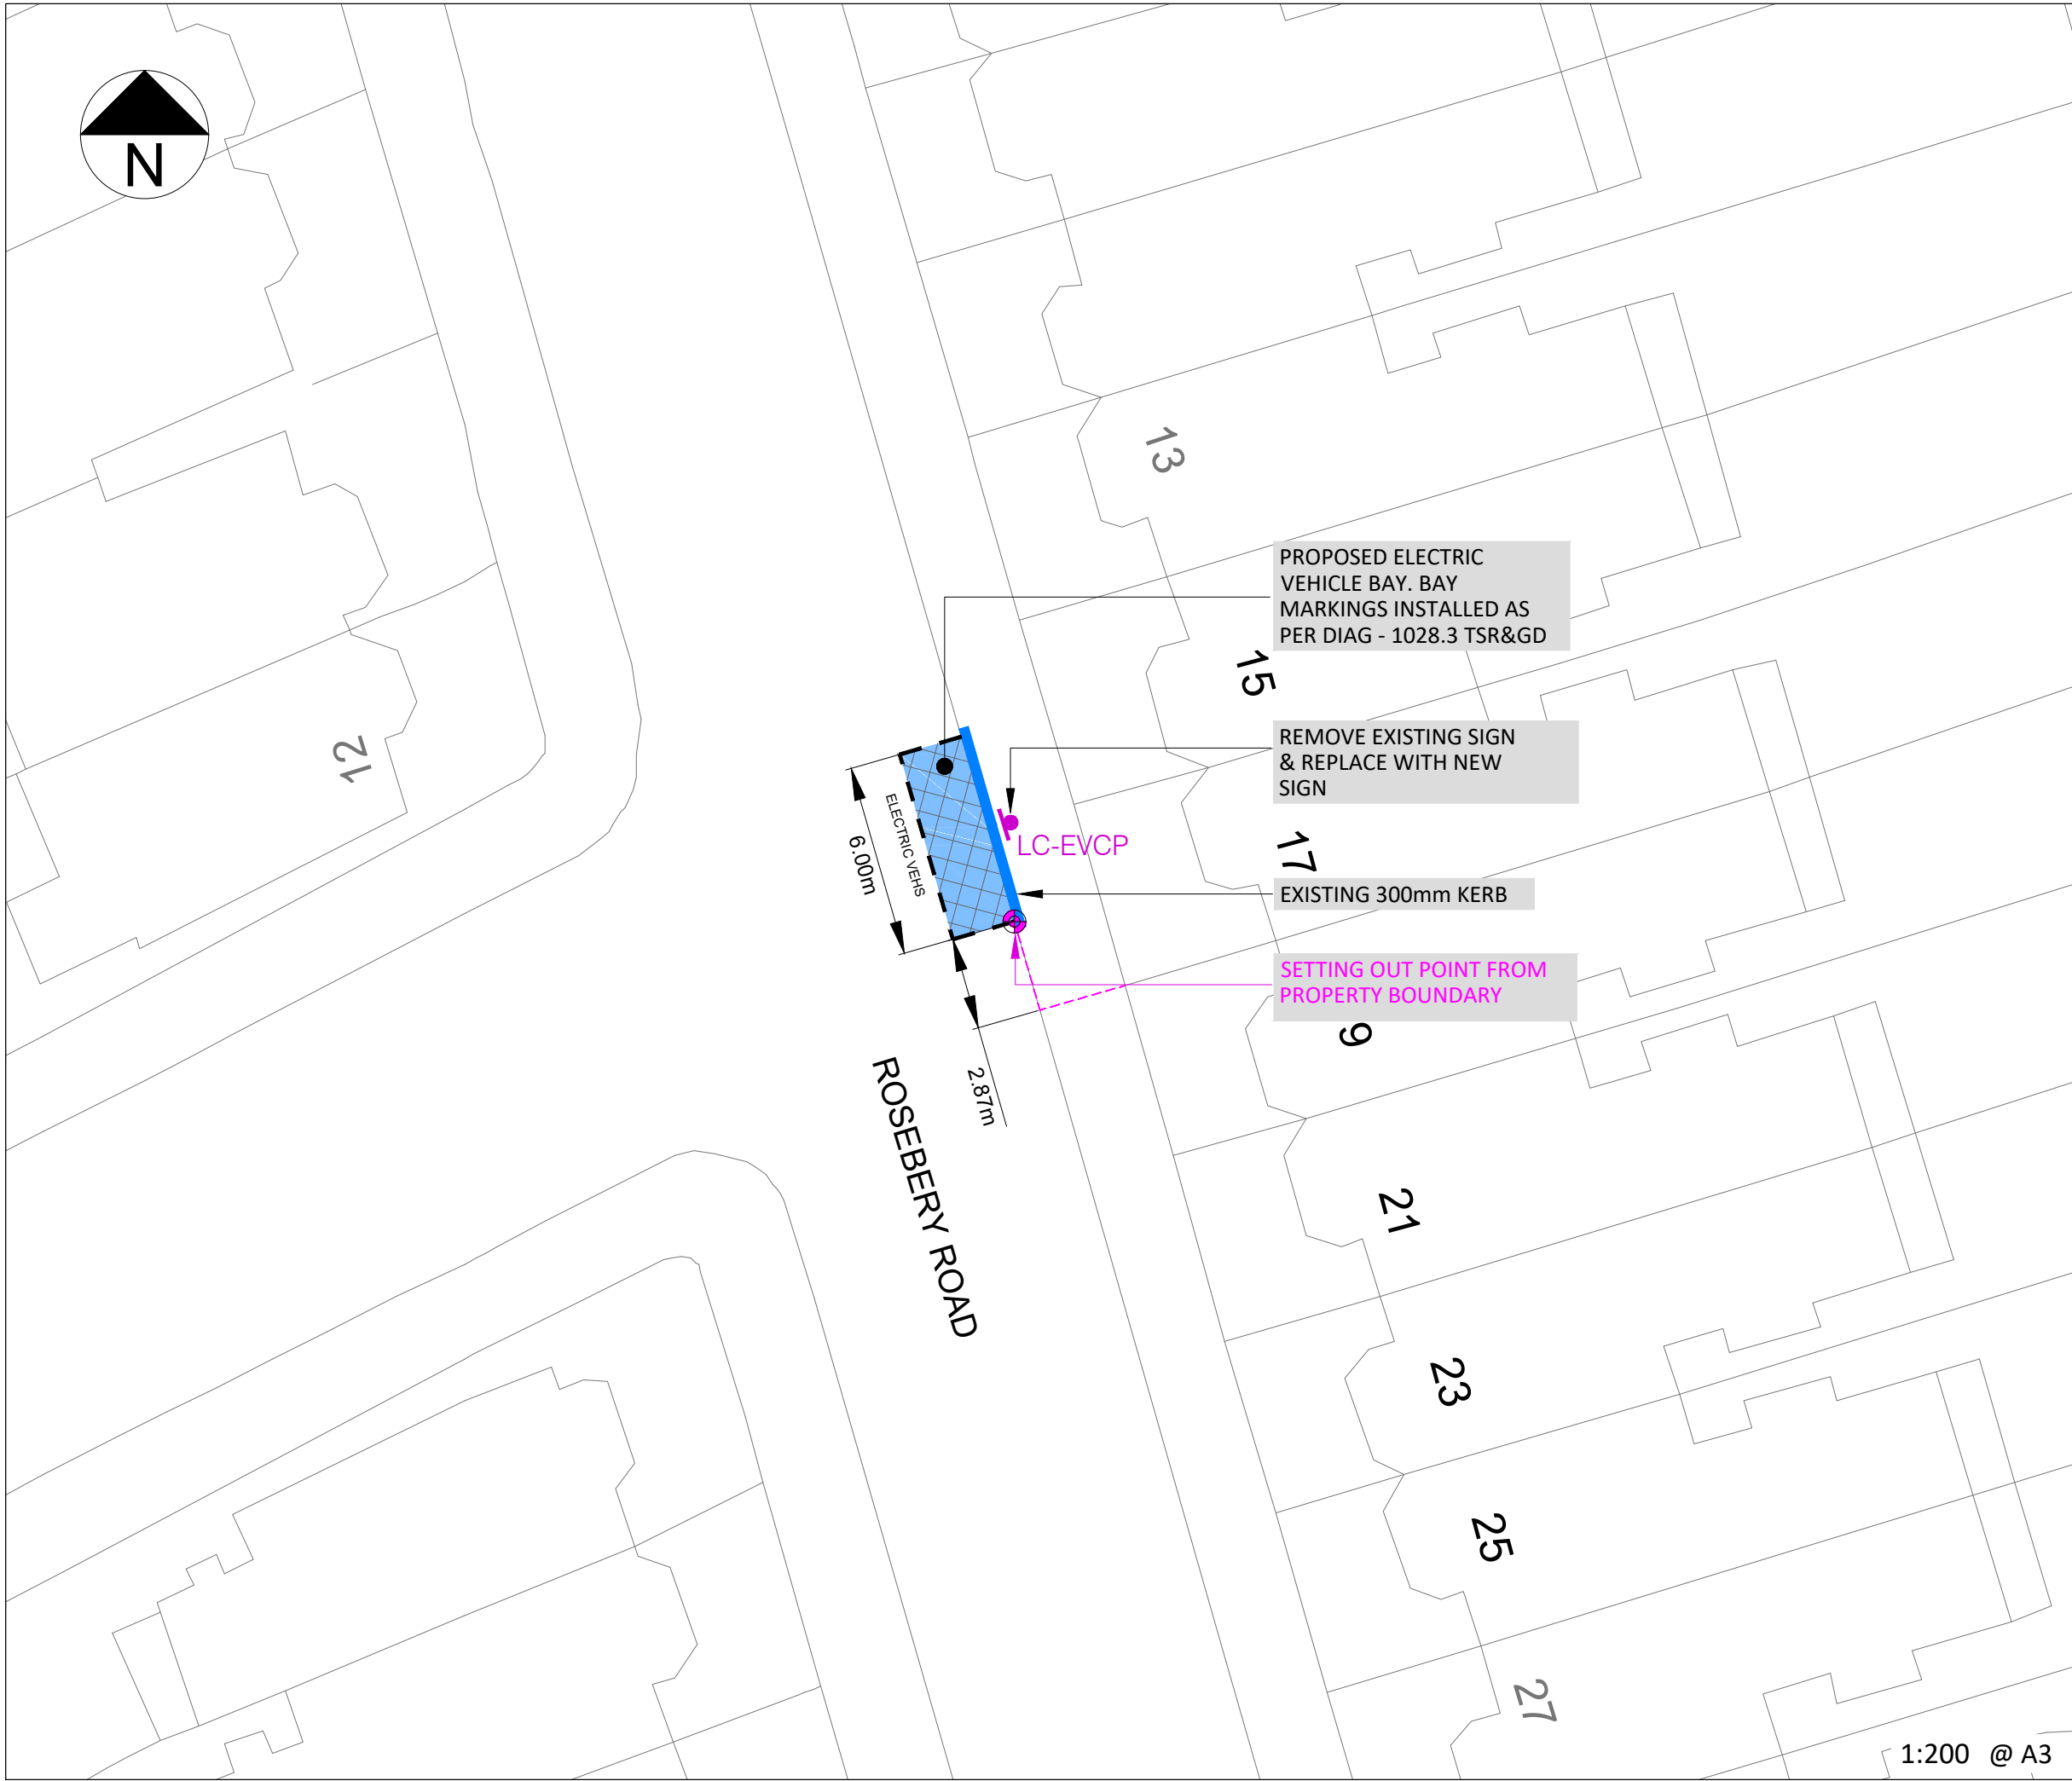 N
13
PROPOSED ELECTRIC
VEHICLE BAY. BAY
MARKINGS INSTALLED AS
PER DIAG - 1028.3 TSR&GD
15
12
REMOVE EXISTING SIGN
& REPLACE WITH NEW
SIGN
ELECTRIC VEHS
6.00m
LC-EVCP
17
EXISTING 300mm KERB
SETTING OUT POINT FROM
PROPERTY BOUNDARY
9
2.87m
ROSEBERY ROAD
21
23
25
27
1:200 @ A3